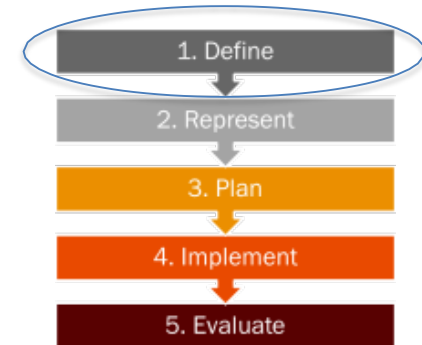 1. Define
2. Represent
3. Plan
4. Implement
5. Evaluate